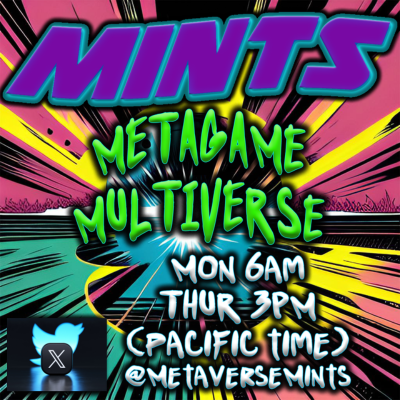 MINTS
METAGAME
MULTIVERSE
MON 6AM
THUR 3PM
(PACIFIC TIME)
@METAVERSEMINTS
X